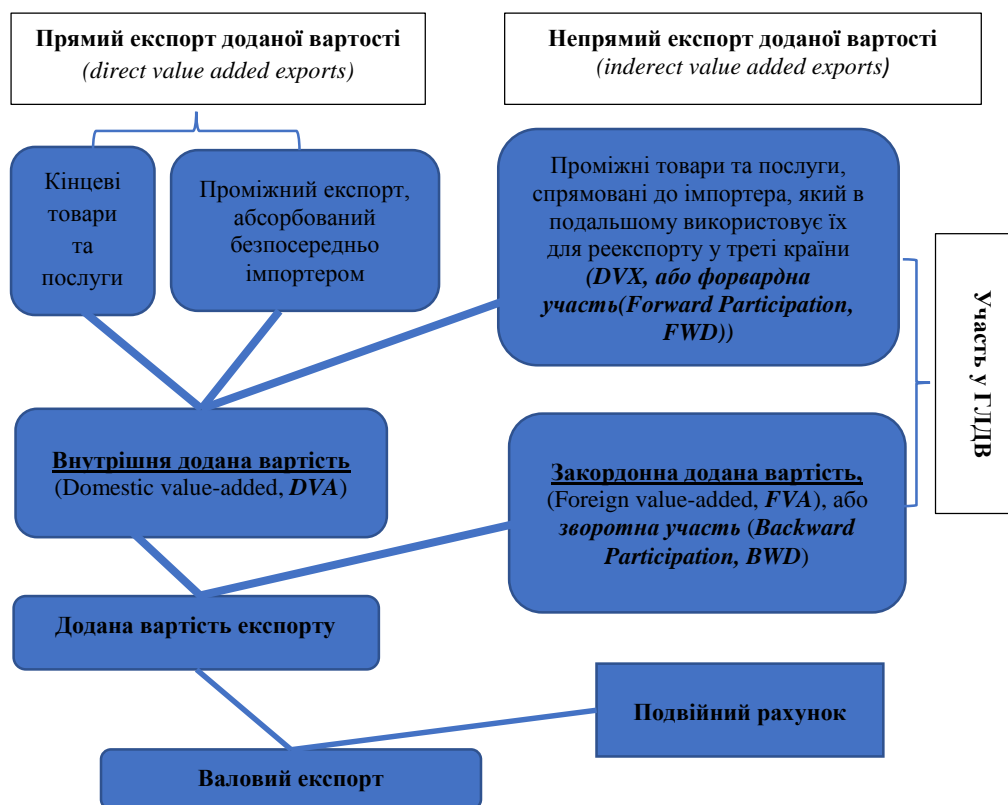 Прямий експорт доданої вартості
(direct value added exports)
Непрямий експорт доданої вартості
(inderect value added exports)
Кінцеві
товари
та
послуги
Проміжний експорт,
абсорбований
безпосередньо
імпортером
Проміжні товари та послуги,
спрямовані до імпортера, який в
подальшому використовує їх
для реекспорту у треті країни
(DVX, або форвардна
участь(Forward Participation,
FWD))
Участь у ГЛДВ
Внутрішня додана вартість
(Domestic value-added, DVA)
Закордонна додана вартість,
(Foreign value-added, FVA), або
зворотна участь (Backward
Participation, BWD)
Додана вартість експорту
Подвійний рахунок
Валовий експорт